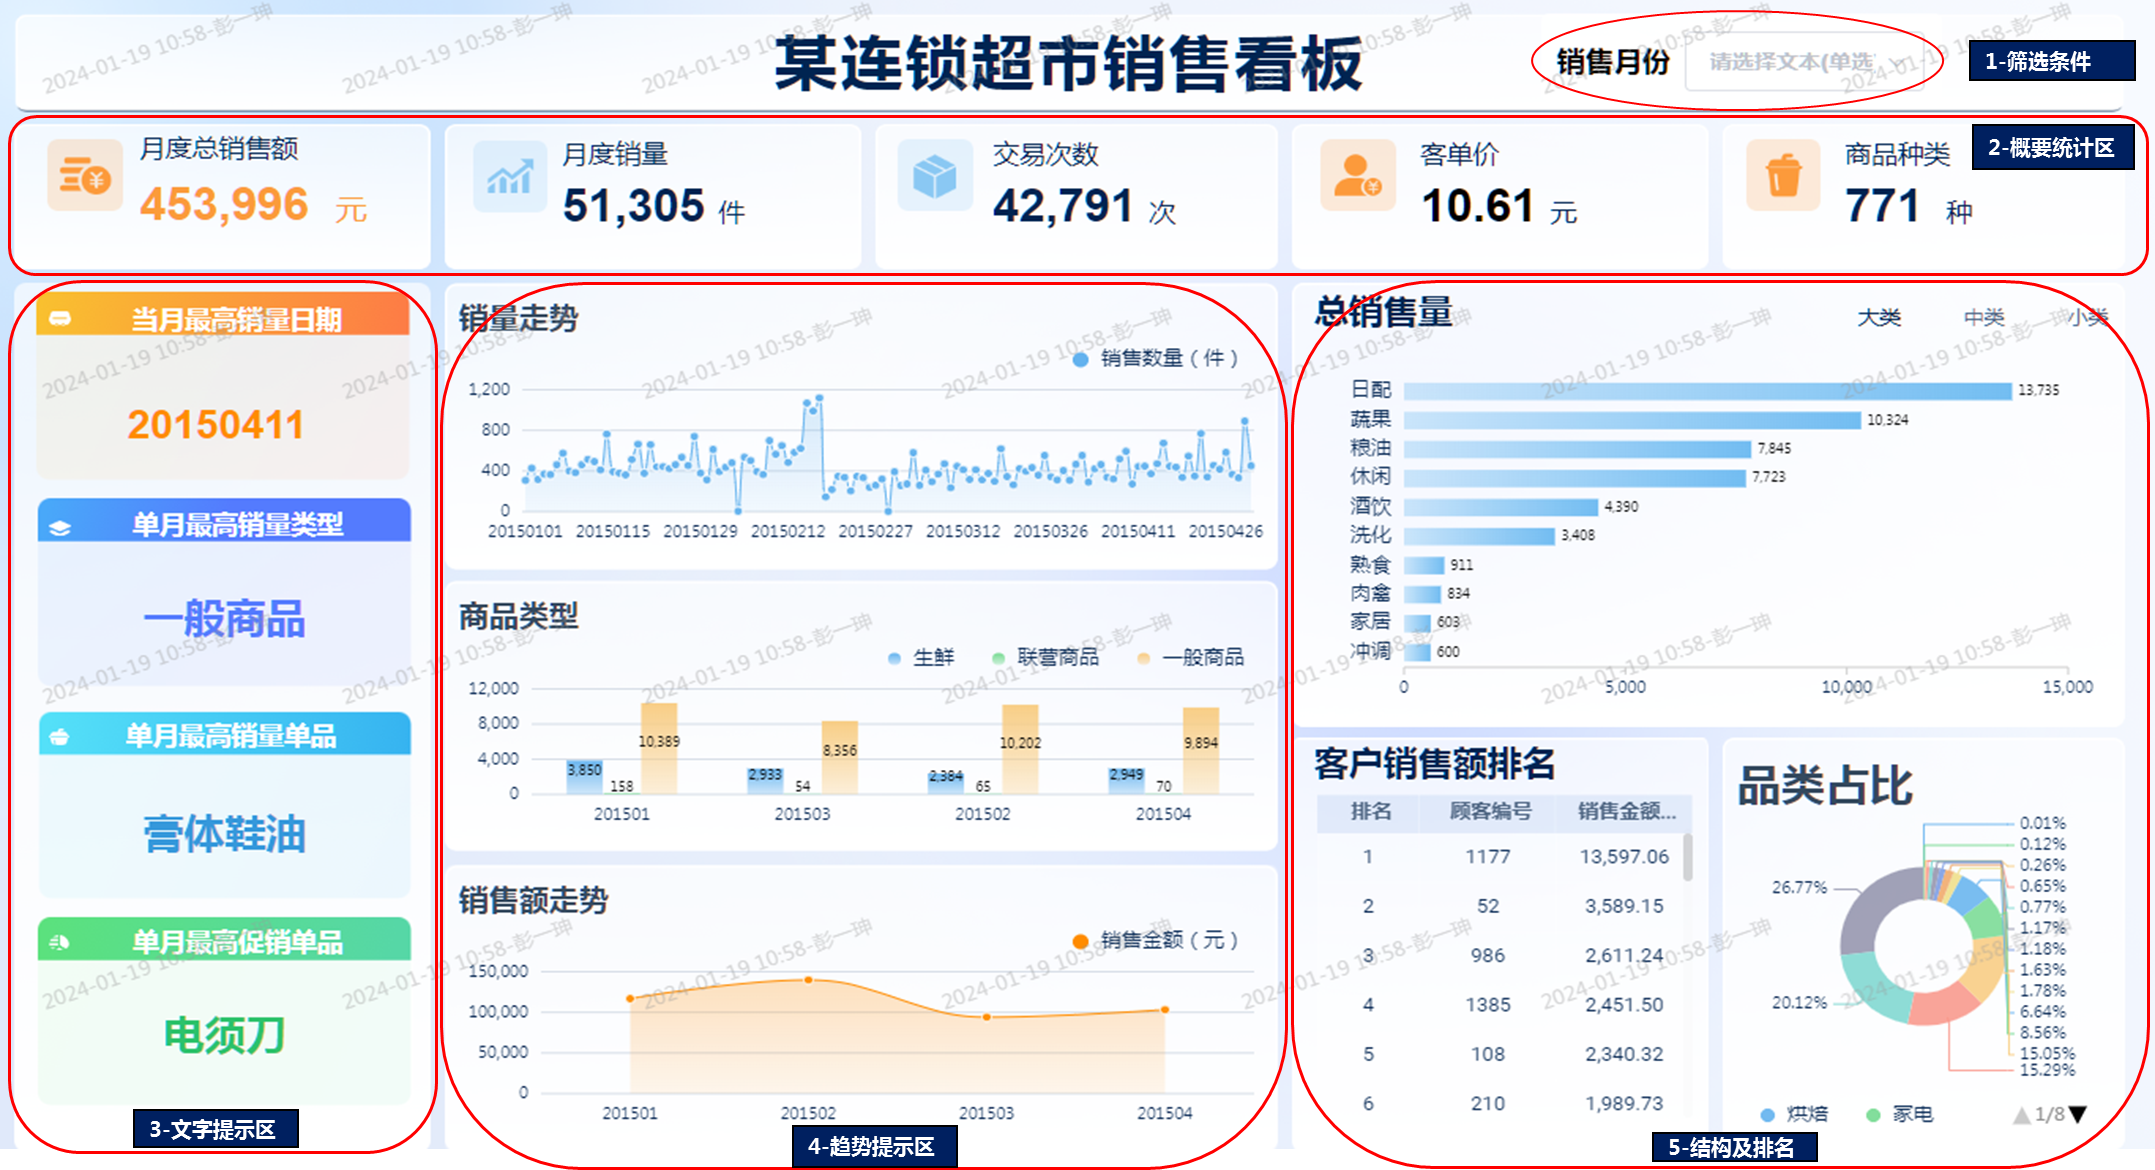 某连锁超市销售看板
销售月份
请选择文本(单选
1-筛选条件
2-概要统计区
月度总销售额
453,996 元
月度销量
51,305 件
交易次数
42,791 次
客单价
10.61 元
商品种类
771 种
当月最高销量日期
20150411
单月最高销量类型
一般商品
单月最高销量单品
膏体鞋油
单月最高促销单品
电须刀
3-文字提示区
销量走势
销售数量（件）
1,200
800
400
0
20150101 20150115 20150129 20150212 20150227 20150312 20150326 20150411 20150426
商品类型
生鲜 联营商品 一般商品
12,000
8,000
4,000
0
3,850 158 10,389
2,933 54 8,356
2,384 65 10,202
2,949 70 9,894
201501 201503 201502 201504
销售额走势
销售金额（元）
150,000
100,000
50,000
0
201501 201502 201503 201504
4-趋势提示区
总销售量
大类 中类 小类
日配 13,735
蔬果 10,324
粮油 7,845
休闲 7,723
酒饮 4,390
洗化 3,408
熟食 911
肉禽 834
家居 603
冲调 600
0 5,000 10,000 15,000
客户销售额排名
排名 顾客编号 销售金额...
1 1177 13,597.06
2 52 3,589.15
3 986 2,611.24
4 1385 2,451.50
5 108 2,340.32
6 210 1,989.73
品类占比
0.01%
0.12%
0.26%
0.65%
0.77%
1.17%
1.18%
1.63%
1.78%
6.64%
8.56%
15.05%
15.29%
26.77%
20.12%
烘焙 家电
1/8
5-结构及排名
2024-01-19 10:58-彭一珅